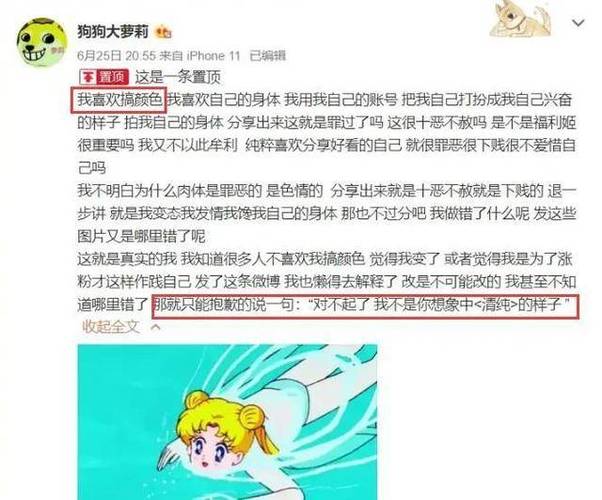 狗狗大萝莉
6月25日 20:55 来自 iPhone 11 已编辑
置顶 这是一条置顶
我喜欢搞颜色 我喜欢自己的身体 我用我自己的账号 把我自己打扮成我自己兴奋
的样子 拍我自己的身体 分享出来这就是罪过了吗 这很十恶不赦吗 是不是福利姬
很重要吗 我又不以此牟利 纯粹喜欢分享好看的自己 就很罪恶很下贱很不爱惜自
己吗
我不明白为什么肉体是罪恶的 是色情的 分享出来就是十恶不赦就是下贱的 退一
步讲 就是我变态我发情我馋我自己的身体 那也不过分吧 我做错了什么呢 发这些
图片又是哪里错了呢
这就是真实的我 我知道很多人不喜欢我搞颜色 觉得我变了 或者觉得我是为了涨
粉才这样作践自己 发了这条微博 我也懒得去解释了 改是不可能改的 我甚至不知
道哪里错了 那就只能抱歉的说一句：“对不起了 我不是你想象中<清纯>的样子 ”
收起全文